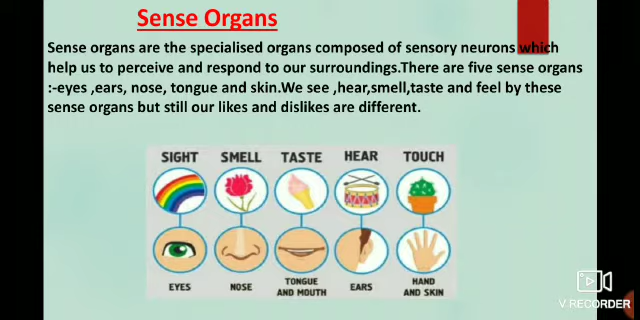 Sense Organs
Sense organs are the specialised organs composed of sensory neurons which
help us to perceive and respond to our surroundings.There are five sense organs
:-eyes ,ears, nose, tongue and skin.We see ,hear,smell,taste and feel by these
sense organs but still our likes and dislikes are different.
SIGHT SMELL TASTE HEAR TOUCH
EYES NOSE TONGUE AND MOUTH EARS HAND AND SKIN
V.RECORDER